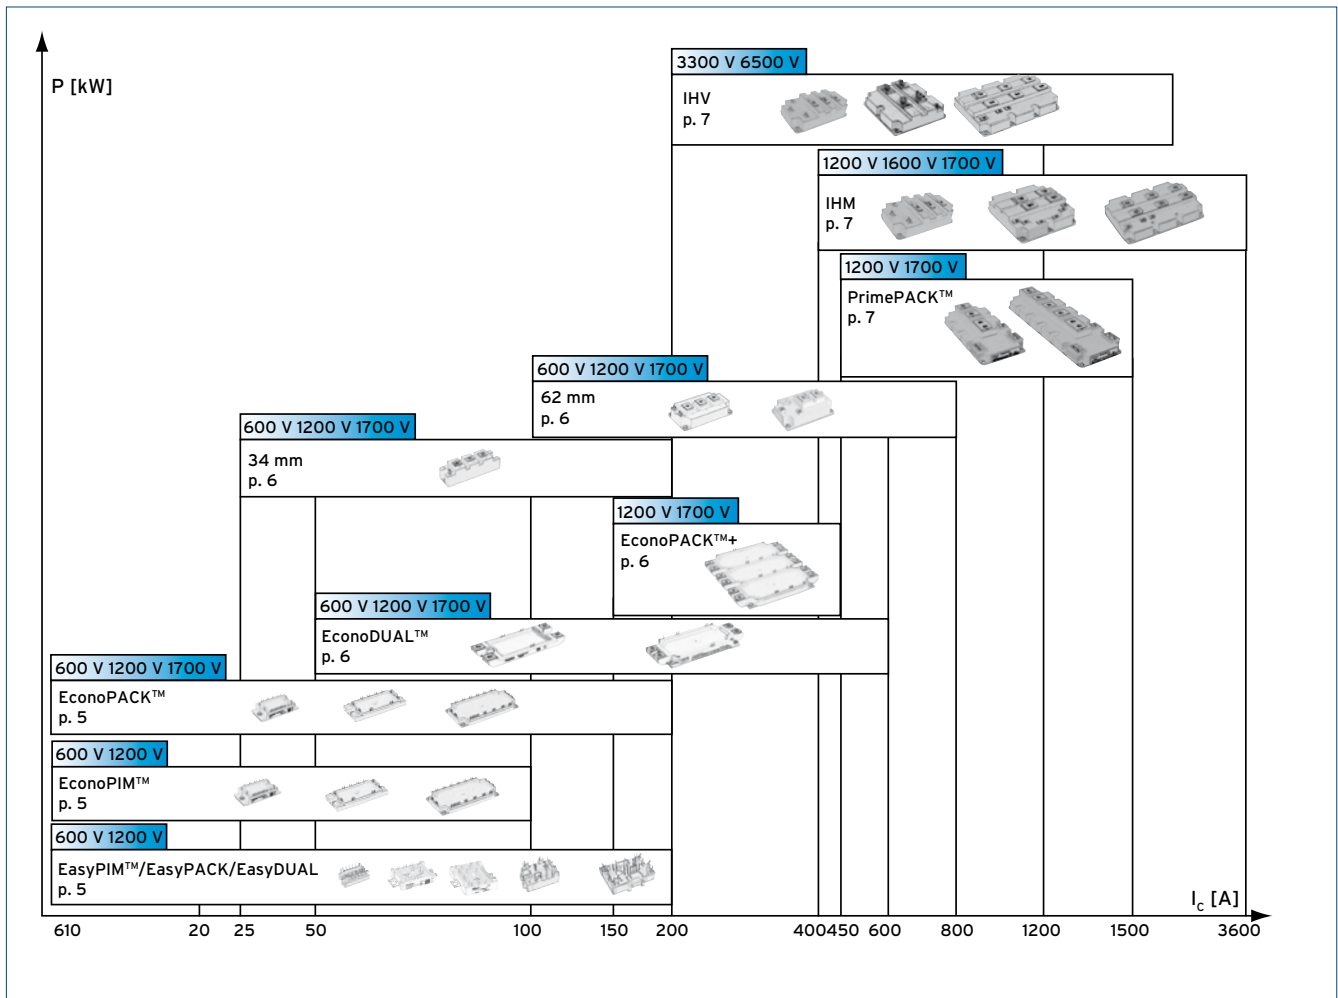 P [kW]
3300 V 6500 V
IHV
p. 7
1200 V 1600 V 1700 V
IHM
p. 7
1200 V 1700 V
PrimePACK™
p. 7
600 V 1200 V 1700 V
62 mm
p. 6
600 V 1200 V 1700 V
34 mm
p. 6
1200 V 1700 V
EconoPACK™+
p. 6
600 V 1200 V 1700 V
EconoDUAL™
p. 6
600 V 1200 V 1700 V
EconoPACK™
p. 5
600 V 1200 V
EconoPIM™
p. 5
600 V 1200 V
EasyPIM™/EasyPACK/EasyDUAL
p. 5
Ic [A]
610 20 25 50 100 150 200 400 450 600 800 1200 1500 3600